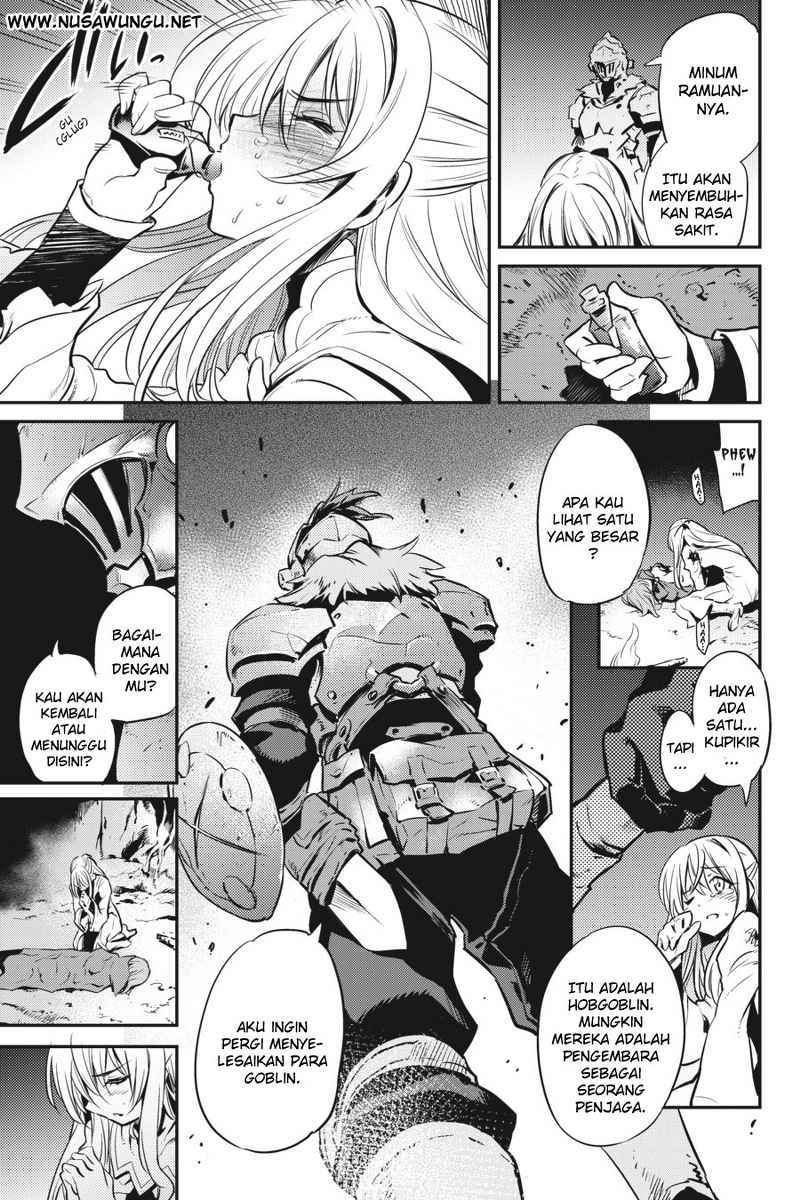 WWW.NUSAWUNGU.NET
MINUM
RAMUAN-
NYA.
ITU AKAN
MENYEMBUH-
KAN RASA
SAKIT.
GU
(GLUG)
PHEW
...!
HAA..
HAA..
APA KAU
LIHAT SATU
YANG BESAR
?
HANYA
ADA
SATU...
KUPIKIR
...
TAPI
...
ITU ADALAH
HOBGOBLIN.
MUNGKIN
MEREKA ADALAH
PENGEMBARA
SEBAGAI
SEORANG
PENJAGA.
AKU INGIN
PERGI MENYE-
LESAIKAN PARA
GOBLIN.
BAGAI-
MANA
DENGAN
MU?
KAU AKAN
KEMBALI
ATAU
MENUNGGU
DISINI?